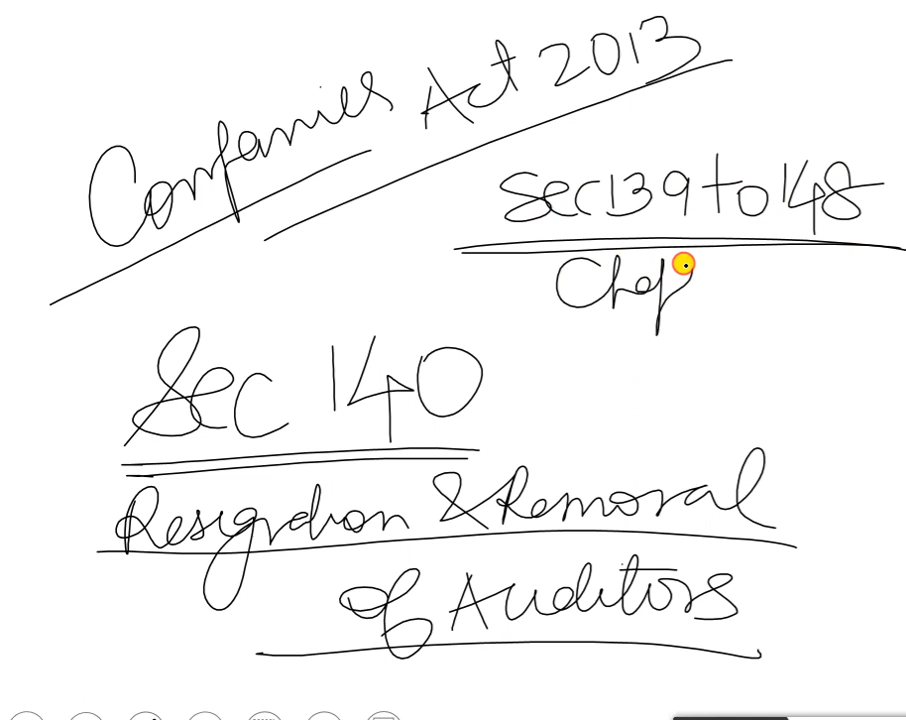 Companies Act 2013
Sec 139 to 148
Chap
Sec 140
Resignation & Removal
of Auditors